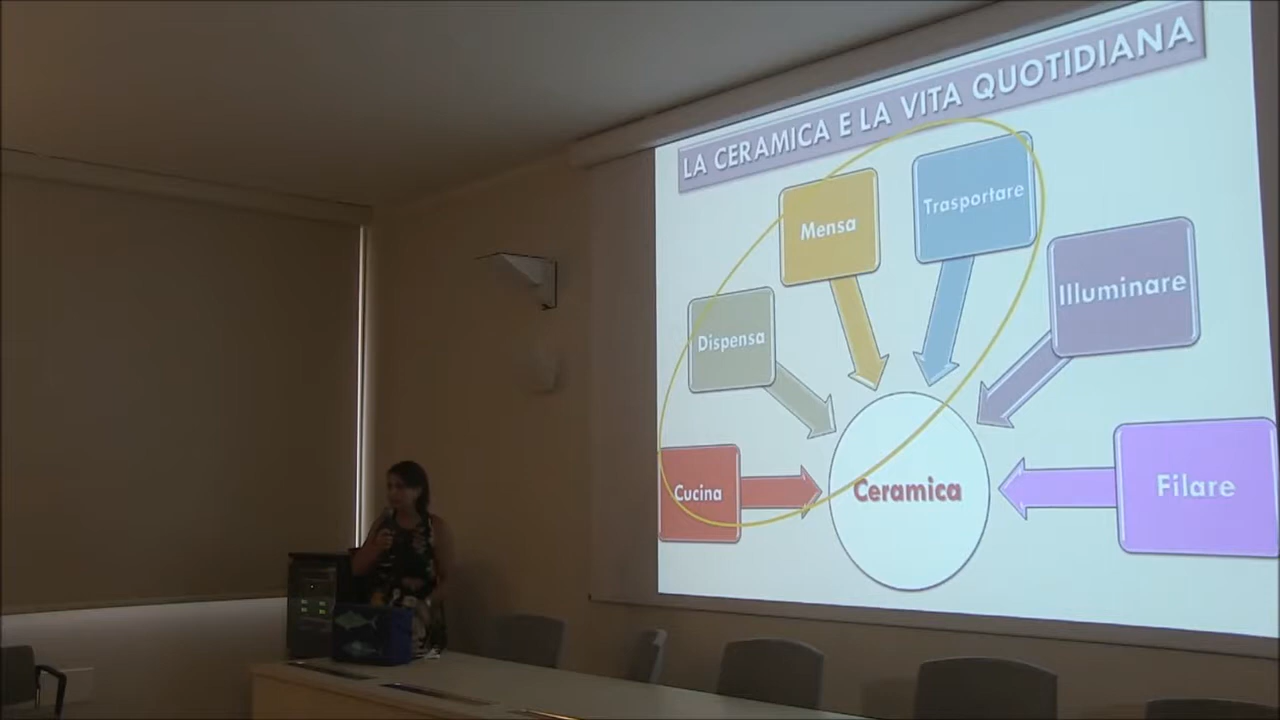 LA CERAMICA E LA VITA QUOTIDIANA
Trasportare
Mensa
Illuminare
Dispensa
Cucina
Ceramica
Filare